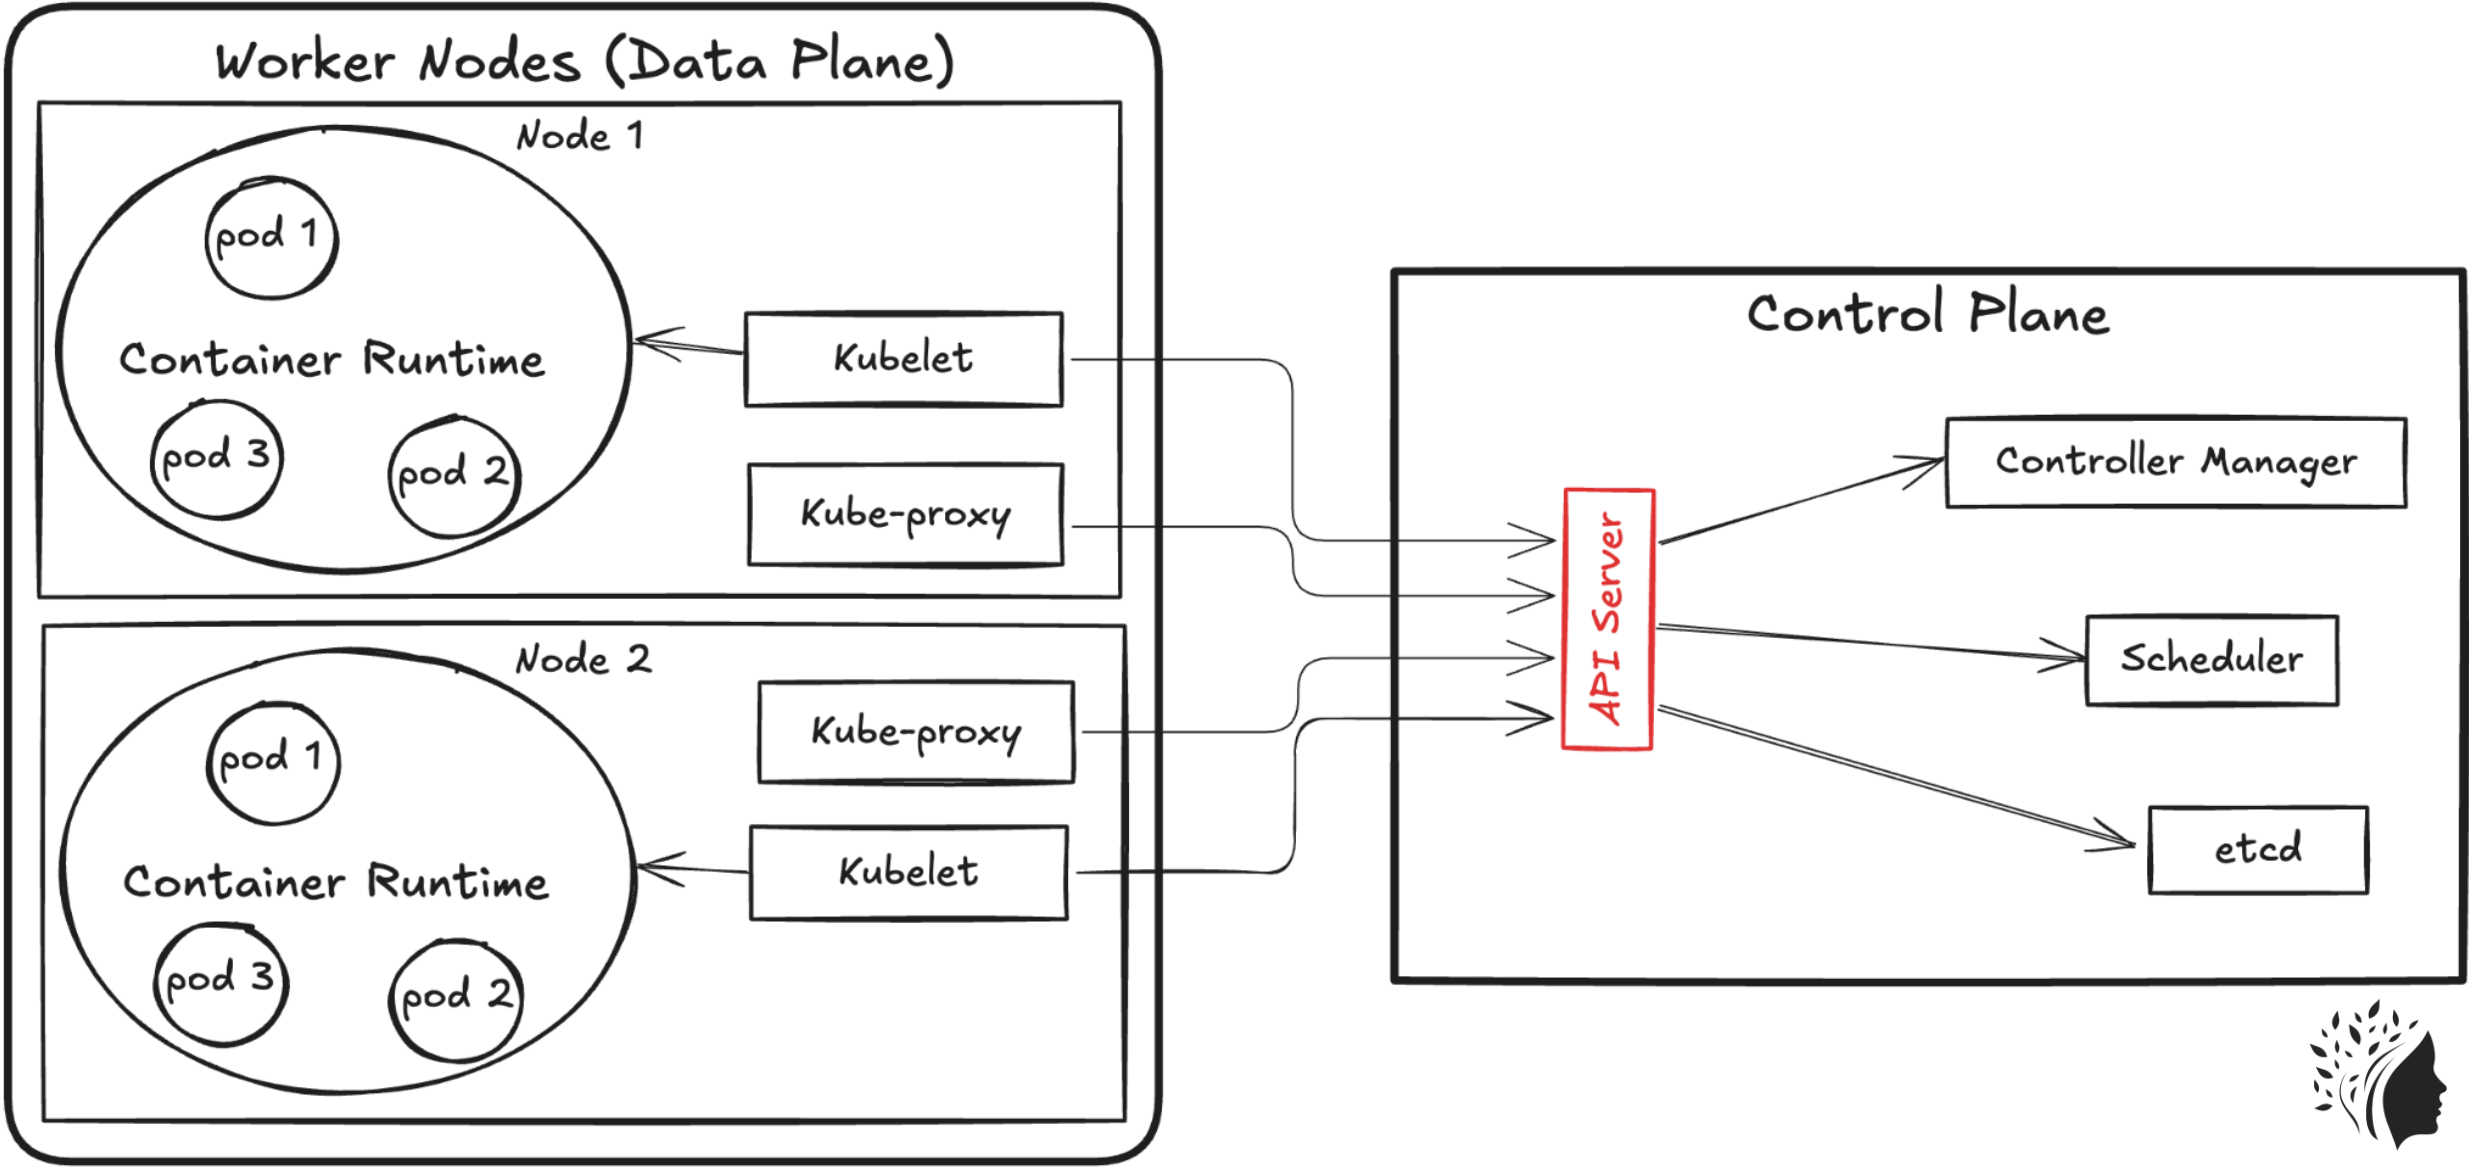 Worker Nodes (Data Plane)
Node 1
pod 1
Container Runtime
pod 3
pod 2
Kubelet
Kube-proxy
Node 2
pod 1
Container Runtime
pod 3
pod 2
Kube-proxy
Kubelet
Control Plane
API Server
Controller Manager
Scheduler
etcd